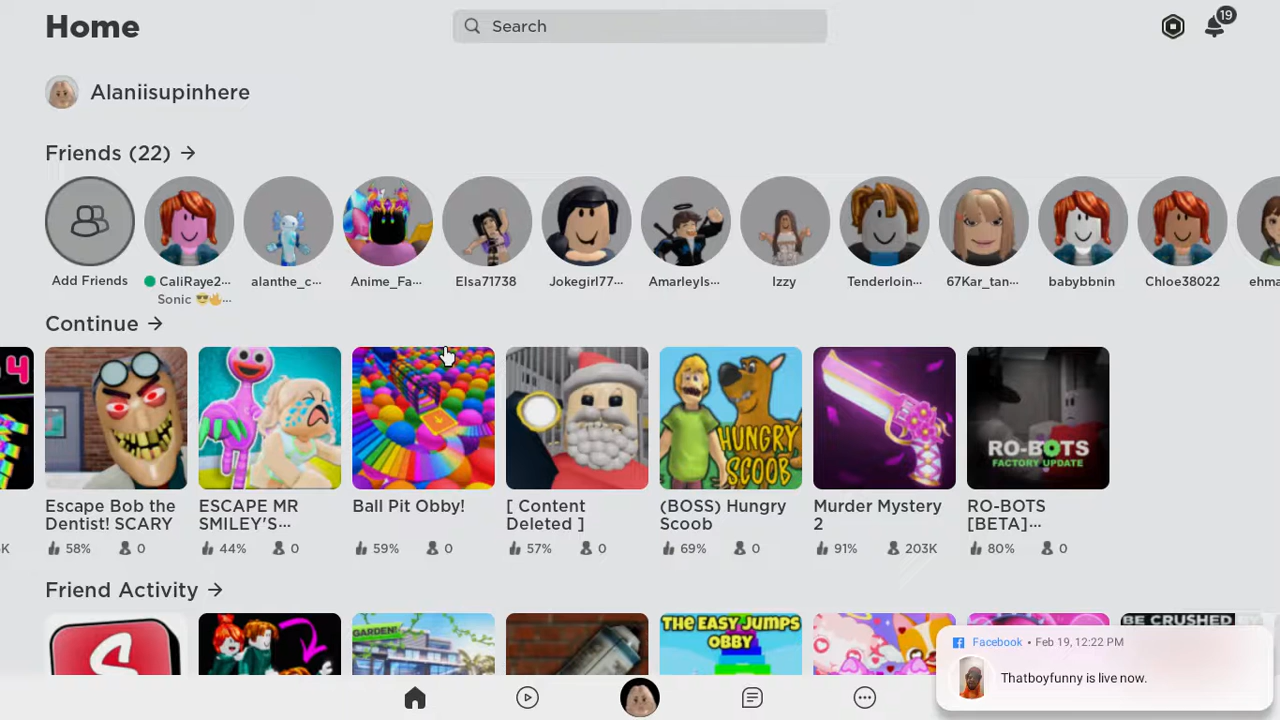 Home
Search
19
Alaniisupinhere
Friends (22) →
Add Friends
CaliRaye2...
alanthe_c...
Anime_Fa...
Elsa71738
Jokegirl77...
AmarleyIs...
Izzy
Tenderloin...
67Kar_tan...
babybbnin
Chloe38022
ehma
Sonic 😎🖐...
Continue →
4
HUNGRY
SCOOB
RO-BOTS
FACTORY UPDATE
Escape Bob the
Dentist! SCARY
ESCAPE MR
SMILEY'S...
Ball Pit Obby!
[ Content
Deleted ]
(BOSS) Hungry
Scoob
Murder Mystery
2
RO-BOTS
[BETA]...
K
58% 0
44% 0
59% 0
57% 0
69% 0
91% 203K
80% 0
Friend Activity →
S
GARDEN!
THE EASY JUMPS
OBBY
BE CRUSHED
Facebook • Feb 19, 12:22 PM
Thatboyfunny is live now.